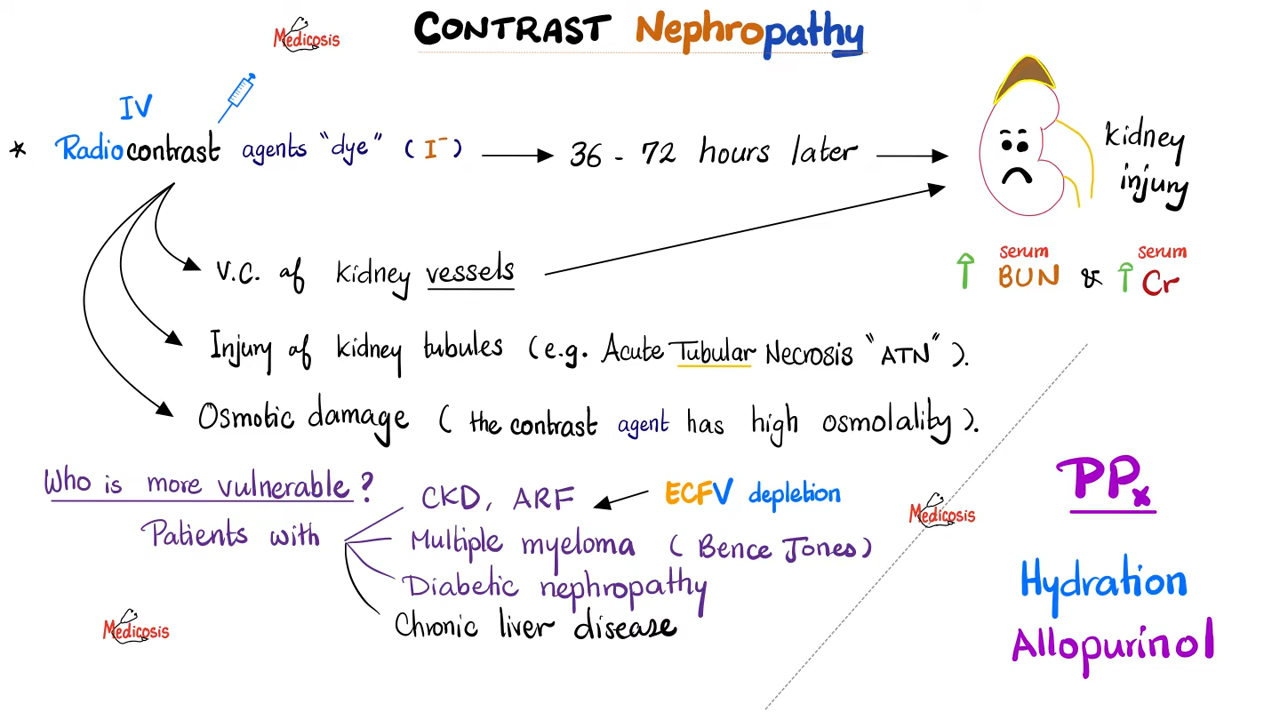 Medicosis
CONTRAST Nephropathy
IV
* Radiocontrast agents "dye" (I⁻) → 36 - 72 hours later → kidney injury
V.C. of kidney vessels
↑ serum BUN & ↑ serum Cr
Injury of kidney tubules (e.g. Acute Tubular Necrosis "ATN").
Osmotic damage (the contrast agent has high osmolality).
Who is more vulnerable?
Patients with
CKD, ARF ← ECFV depletion
Multiple myeloma (Bence Jones)
Diabetic nephropathy
Chronic liver disease
Medicosis
PPx
Hydration
Allopurinol
Medicosis